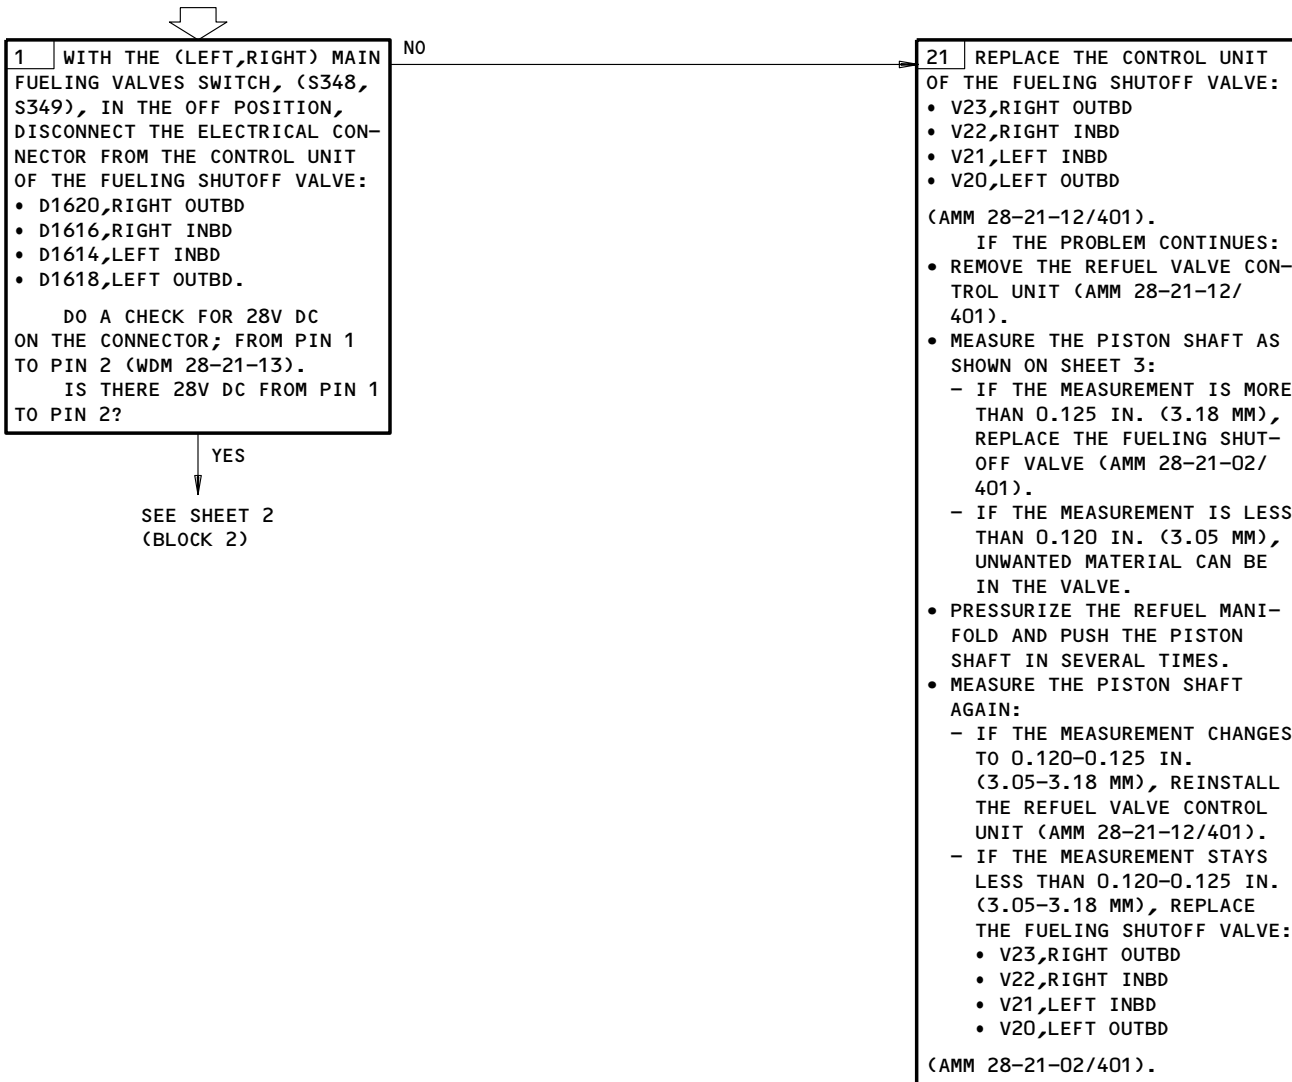 1 WITH THE (LEFT,RIGHT) MAIN
FUELING VALVES SWITCH, (S348,
S349), IN THE OFF POSITION,
DISCONNECT THE ELECTRICAL CON-
NECTOR FROM THE CONTROL UNIT
OF THE FUELING SHUTOFF VALVE:
• D1620,RIGHT OUTBD
• D1616,RIGHT INBD
• D1614,LEFT INBD
• D1618,LEFT OUTBD.
DO A CHECK FOR 28V DC
ON THE CONNECTOR; FROM PIN 1
TO PIN 2 (WDM 28-21-13).
IS THERE 28V DC FROM PIN 1
TO PIN 2?
NO
YES
SEE SHEET 2
(BLOCK 2)
21 REPLACE THE CONTROL UNIT
OF THE FUELING SHUTOFF VALVE:
• V23,RIGHT OUTBD
• V22,RIGHT INBD
• V21,LEFT INBD
• V20,LEFT OUTBD
(AMM 28-21-12/401).
IF THE PROBLEM CONTINUES:
• REMOVE THE REFUEL VALVE CON-
TROL UNIT (AMM 28-21-12/
401).
• MEASURE THE PISTON SHAFT AS
SHOWN ON SHEET 3:
- IF THE MEASUREMENT IS MORE
THAN 0.125 IN. (3.18 MM),
REPLACE THE FUELING SHUT-
OFF VALVE (AMM 28-21-02/
401).
- IF THE MEASUREMENT IS LESS
THAN 0.120 IN. (3.05 MM),
UNWANTED MATERIAL CAN BE
IN THE VALVE.
• PRESSURIZE THE REFUEL MANI-
FOLD AND PUSH THE PISTON
SHAFT IN SEVERAL TIMES.
• MEASURE THE PISTON SHAFT
AGAIN:
- IF THE MEASUREMENT CHANGES
TO 0.120-0.125 IN.
(3.05-3.18 MM), REINSTALL
THE REFUEL VALVE CONTROL
UNIT (AMM 28-21-12/401).
- IF THE MEASUREMENT STAYS
LESS THAN 0.120-0.125 IN.
(3.05-3.18 MM), REPLACE
THE FUELING SHUTOFF VALVE:
• V23,RIGHT OUTBD
• V22,RIGHT INBD
• V21,LEFT INBD
• V20,LEFT OUTBD
(AMM 28-21-02/401).